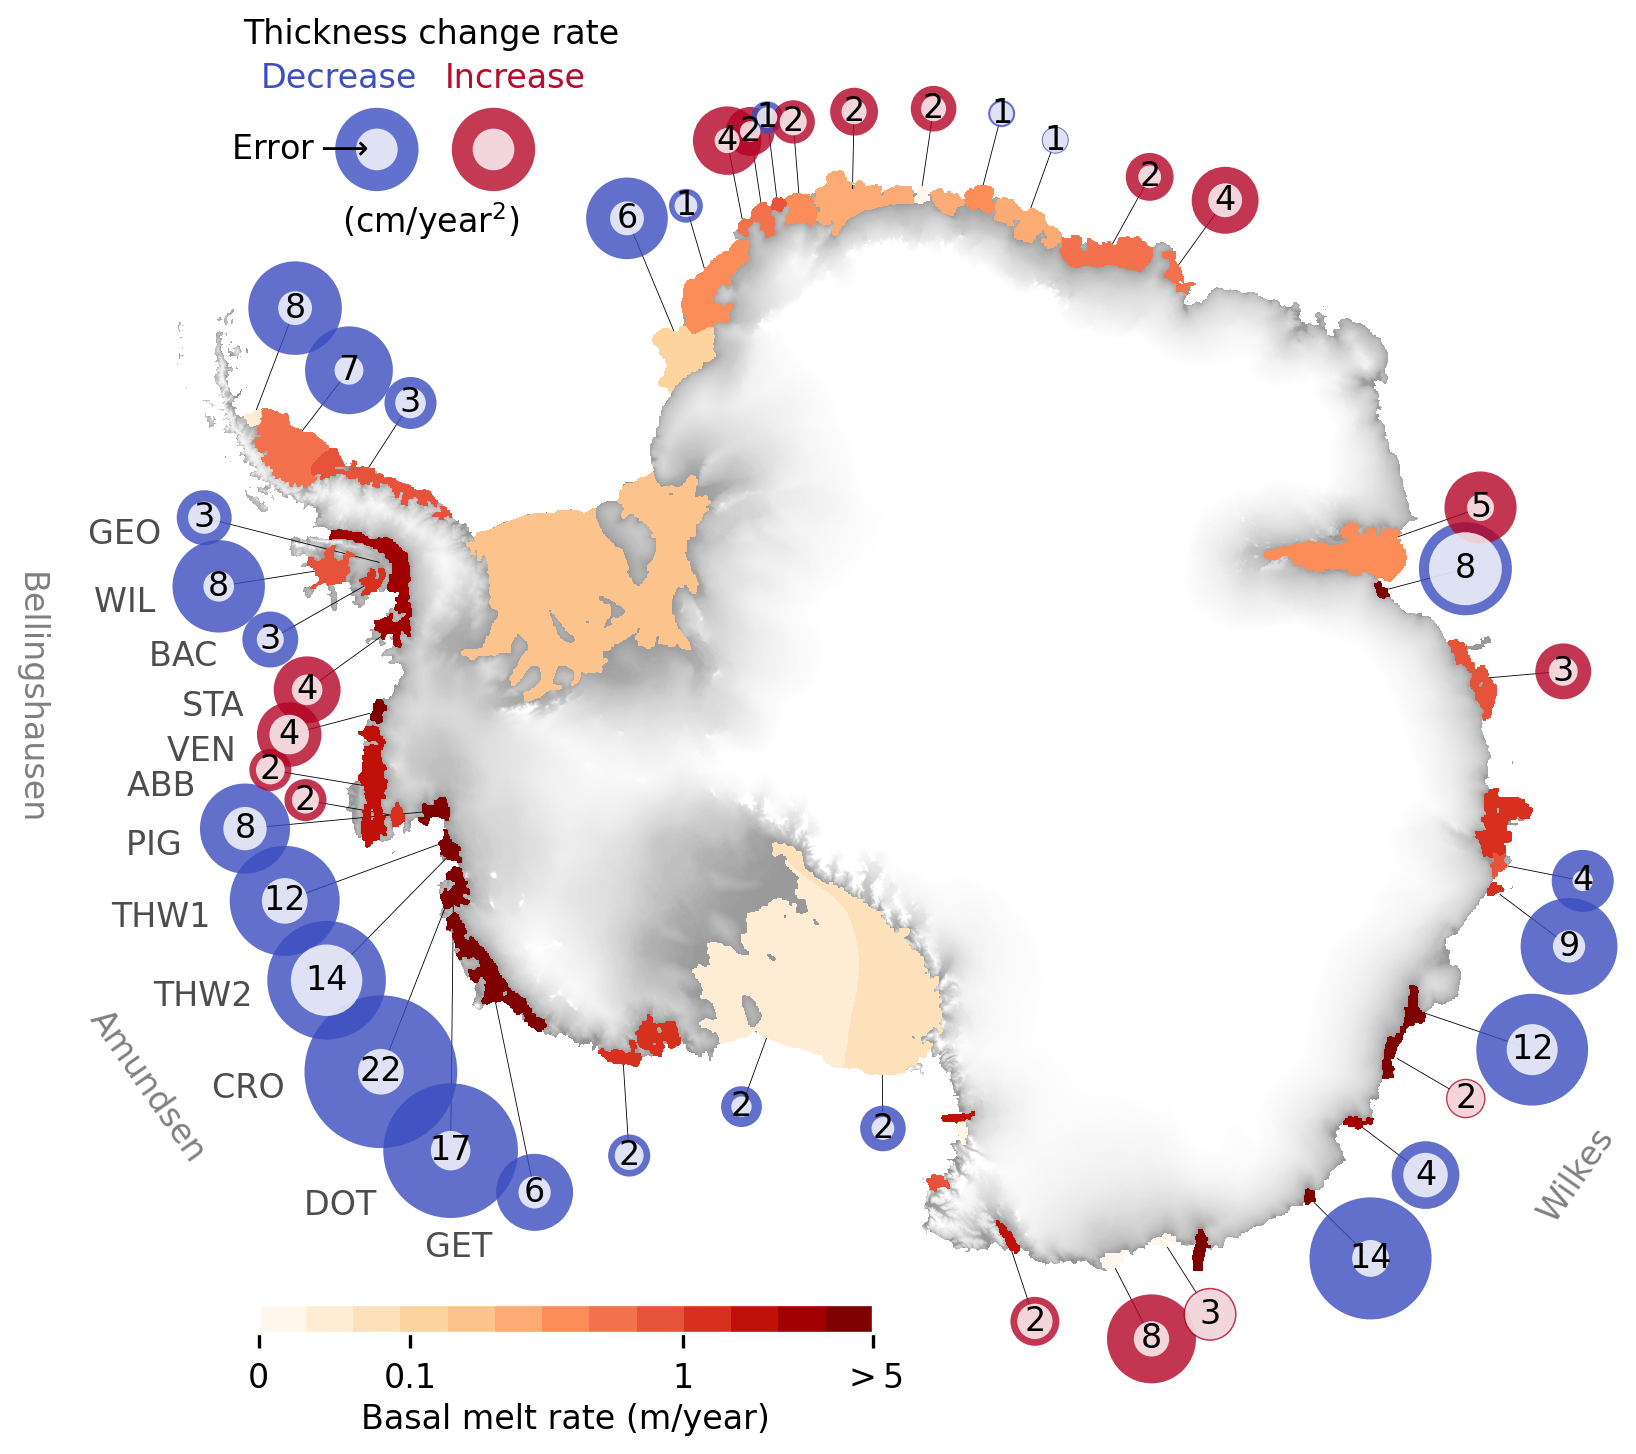 Thickness change rate
Decrease Increase
Error
(cm/year²)
4
2
1
2
2
2
1
1
2
4
6
1
8
7
3
5
8
3
4
9
12
2
4
14
3
8
2
GEO 3
WIL 8
BAC 3
STA 4
VEN 4
ABB 2
2
PIG 8
THW1 12
THW2 14
CRO 22
DOT 17
GET 6
2
2
2
Bellingshausen
Amundsen
Wilkes
0 0.1 1 > 5
Basal melt rate (m/year)